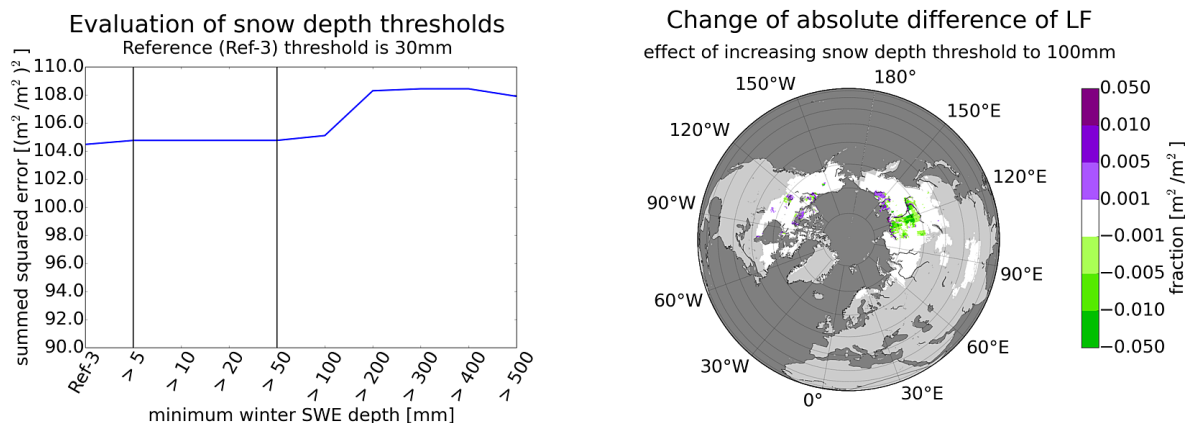 Evaluation of snow depth thresholds
Reference (Ref-3) threshold is 30mm
summed squared error [(m² /m² )²]
110.0
108.0
106.0
104.0
102.0
100.0
98.0
96.0
94.0
92.0
90.0
Ref-3
> 5
> 10
> 20
> 50
> 100
> 200
> 300
> 400
> 500
minimum winter SWE depth [mm]
Change of absolute difference of LF
effect of increasing snow depth threshold to 100mm
180°
150°W
150°E
120°W
120°E
90°W
90°E
60°W
60°E
30°W
30°E
0°
0.050
0.010
0.005
0.001
−0.001
−0.005
−0.010
−0.050
fraction [m² /m² ]